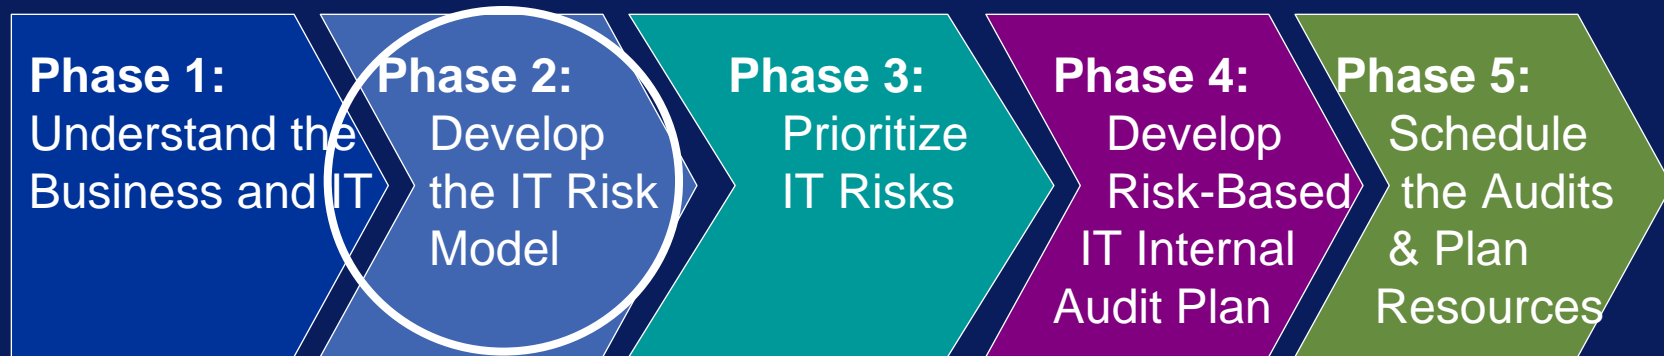 Phase 1:
Understand the
Business and IT
Phase 2:
Develop
the IT Risk
Model
Phase 3:
Prioritize
IT Risks
Phase 4:
Develop
Risk-Based
IT Internal
Audit Plan
Phase 5:
Schedule
the Audits
& Plan
Resources